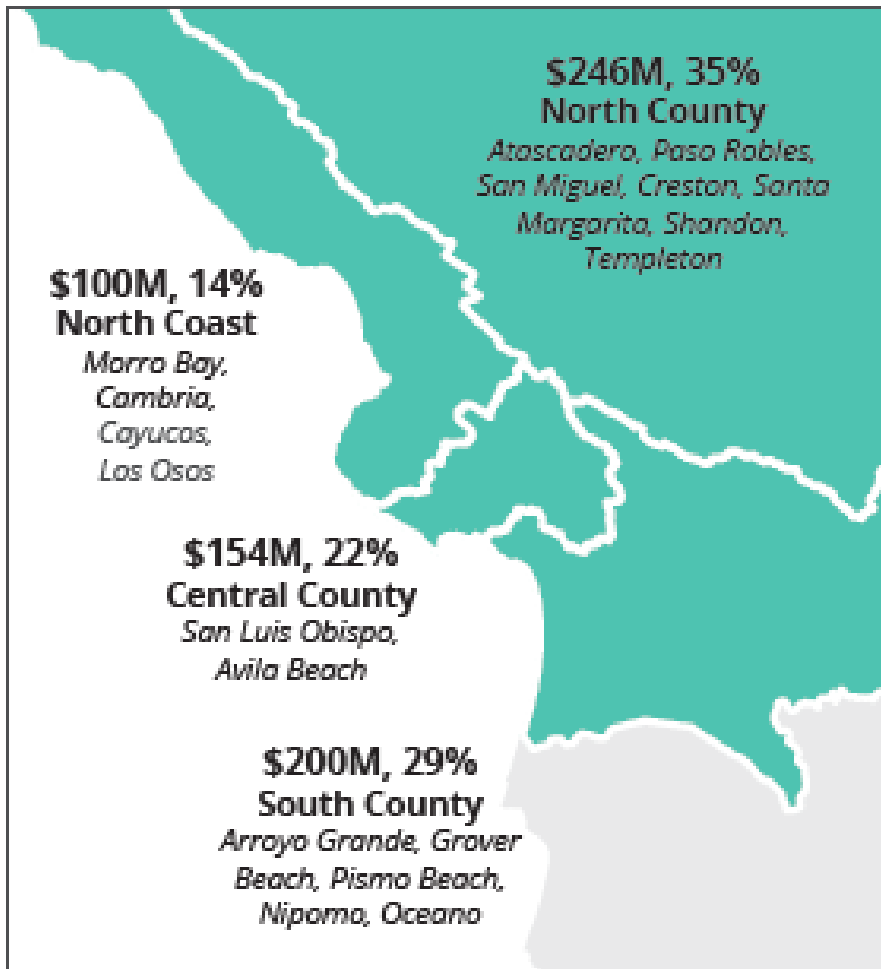 $246M, 35%
North County
Atascadero, Paso Robles,
San Miguel, Creston, Santa
Margarita, Shandon,
Templeton
$100M, 14%
North Coast
Morro Bay,
Cambria,
Cayucos,
Los Osos
$154M, 22%
Central County
San Luis Obispo,
Avila Beach
$200M, 29%
South County
Arroyo Grande, Grover
Beach, Pismo Beach,
Nipomo, Oceano